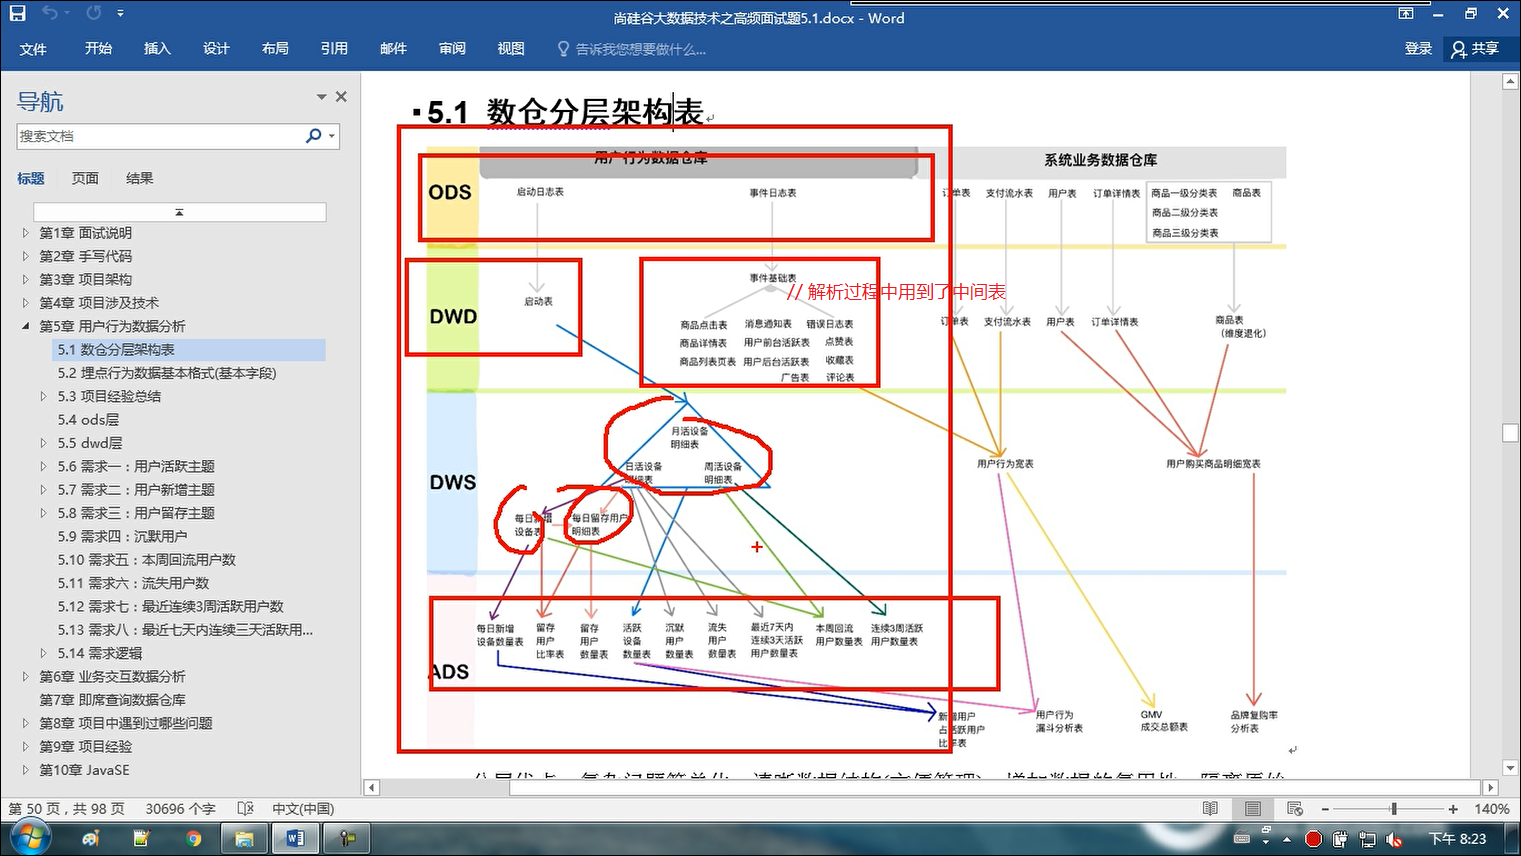 尚硅谷大数据技术之高频面试题5.1.docx - Word
文件 开始 插入 设计 布局 引用 邮件 审阅 视图 告诉我您想要做什么... 登录 共享
导航
搜索文档
标题 页面 结果
第1章 面试说明
第2章 手写代码
第3章 项目架构
第4章 项目涉及技术
第5章 用户行为数据分析
5.1 数仓分层架构表
5.2 埋点行为数据基本格式(基本字段)
5.3 项目经验总结
5.4 ods层
5.5 dwd层
5.6 需求一：用户活跃主题
5.7 需求二：用户新增主题
5.8 需求三：用户留存主题
5.9 需求四：沉默用户
5.10 需求五：本周回流用户数
5.11 需求六：流失用户数
5.12 需求七：最近连续3周活跃用户数
5.13 需求八：最近七天内连续三天活跃用...
5.14 需求逻辑
第6章 业务交互数据分析
第7章 即席查询数据仓库
第8章 项目中遇到过哪些问题
第9章 项目经验
第10章 JavaSE
5.1 数仓分层架构表
用户行为数据仓库 系统业务数据仓库
ODS
启动日志表 事件日志表 订单表 支付流水表 用户表 订单详情表 商品一级分类表 商品表
商品二级分类表
商品三级分类表
DWD
事件基础表
// 解析过程中用到了中间表
启动表
商品点击表 消息通知表 错误日志表
商品详情表 用户前台活跃表 点赞表
商品列表页表 用户后台活跃表 收藏表
广告表 评论表
订单表 支付流水表 用户表 订单详情表 商品表
(维度退化)
DWS
月活设备
明细表
日活设备
明细表
周活设备
明细表
用户行为宽表 用户购买商品明细宽表
每日新增
设备表
每日留存用户
明细表
ADS
每日新增
设备数量表
留存
用户
比率表
留存
用户
数量表
活跃
设备
数量表
沉默
用户
数量表
流失
用户
数量表
最近7天内
连续3天活跃
用户数量表
本周回流
用户数量表
连续3周活跃
用户数量表
新增用户
占活跃用户
比率表
用户行为
漏斗分析表
GMV
成交总额表
品牌复购率
分析表
第 50 页，共 98 页 30696 个字 中文(中国) 140%
下午 8:23